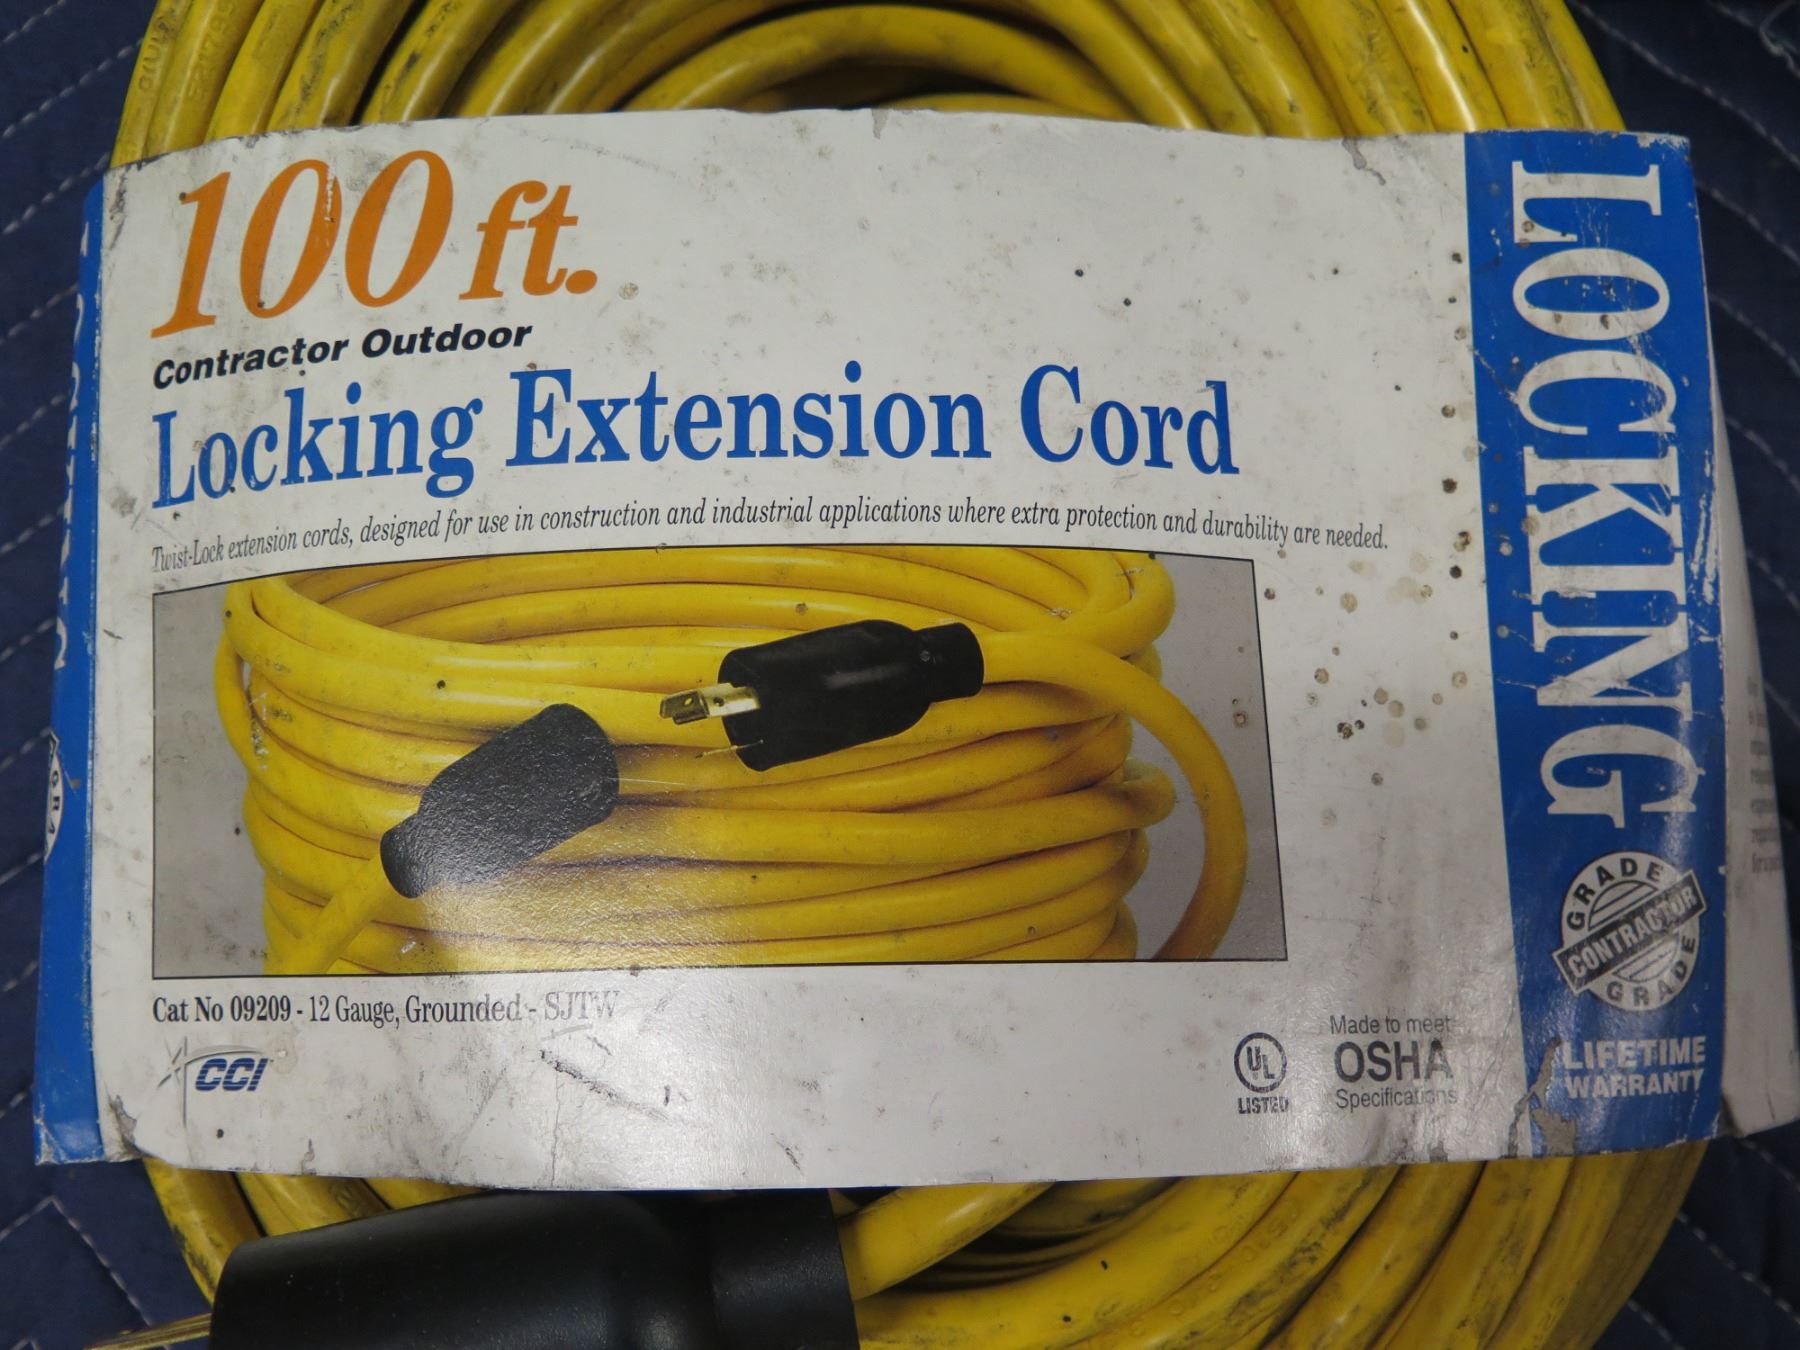 100 ft.
Contractor Outdoor
Locking Extension Cord
Twist-Lock extension cords, designed for use in construction and industrial applications where extra protection and durability are needed.
Cat No 09209 - 12 Gauge, Grounded - SJTW
CCI
UL
LISTED
Made to meet
OSHA
Specifications
LOCKING
GRADE
CONTRACTOR
GRADE
LIFETIME
WARRANTY